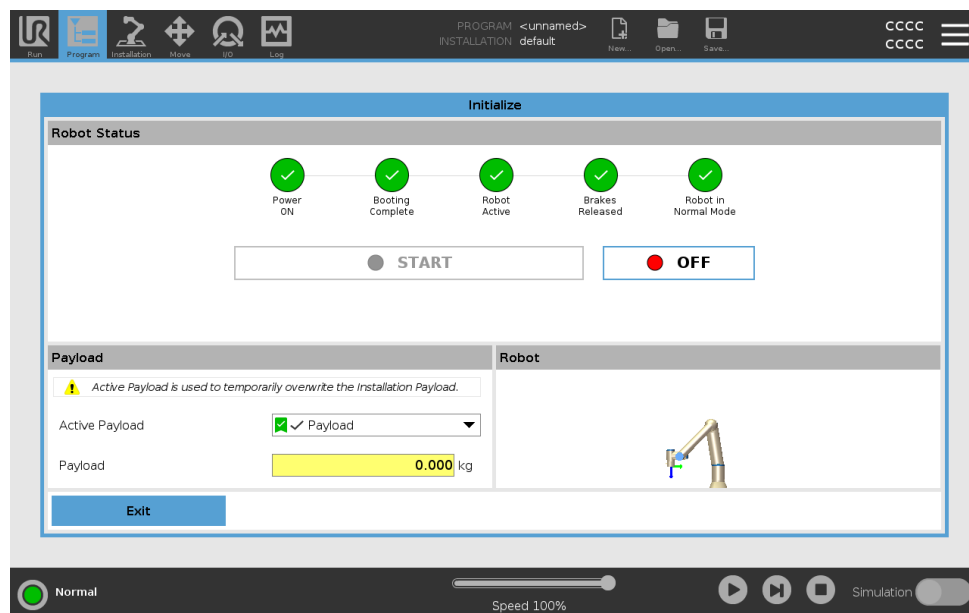 PROGRAM <unnamed>
INSTALLATION default
CCCC
CCCC
UR
Run
Program
Installation
Move
I/O
Log
New...
Open...
Save...
Initialize
Robot Status
Power
ON
Booting
Complete
Robot
Active
Brakes
Released
Robot in
Normal Mode
START
OFF
Payload
Robot
Active Payload is used to temporarily overwrite the Installation Payload.
Active Payload
Payload
Payload
0.000 kg
Exit
Normal
Speed 100%
Simulation